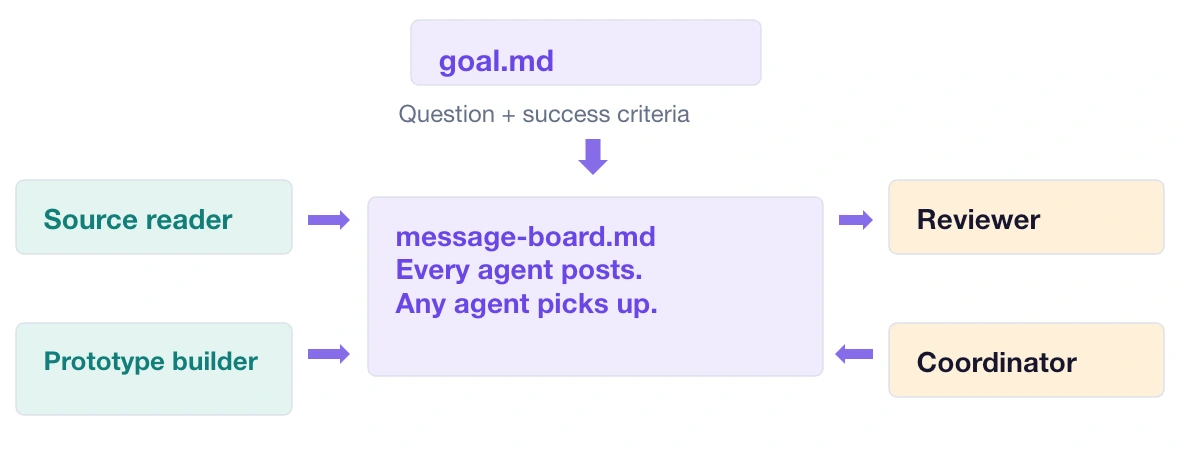 goal.md
Question + success criteria
Source reader
message-board.md
Every agent posts.
Any agent picks up.
Reviewer
Prototype builder
Coordinator